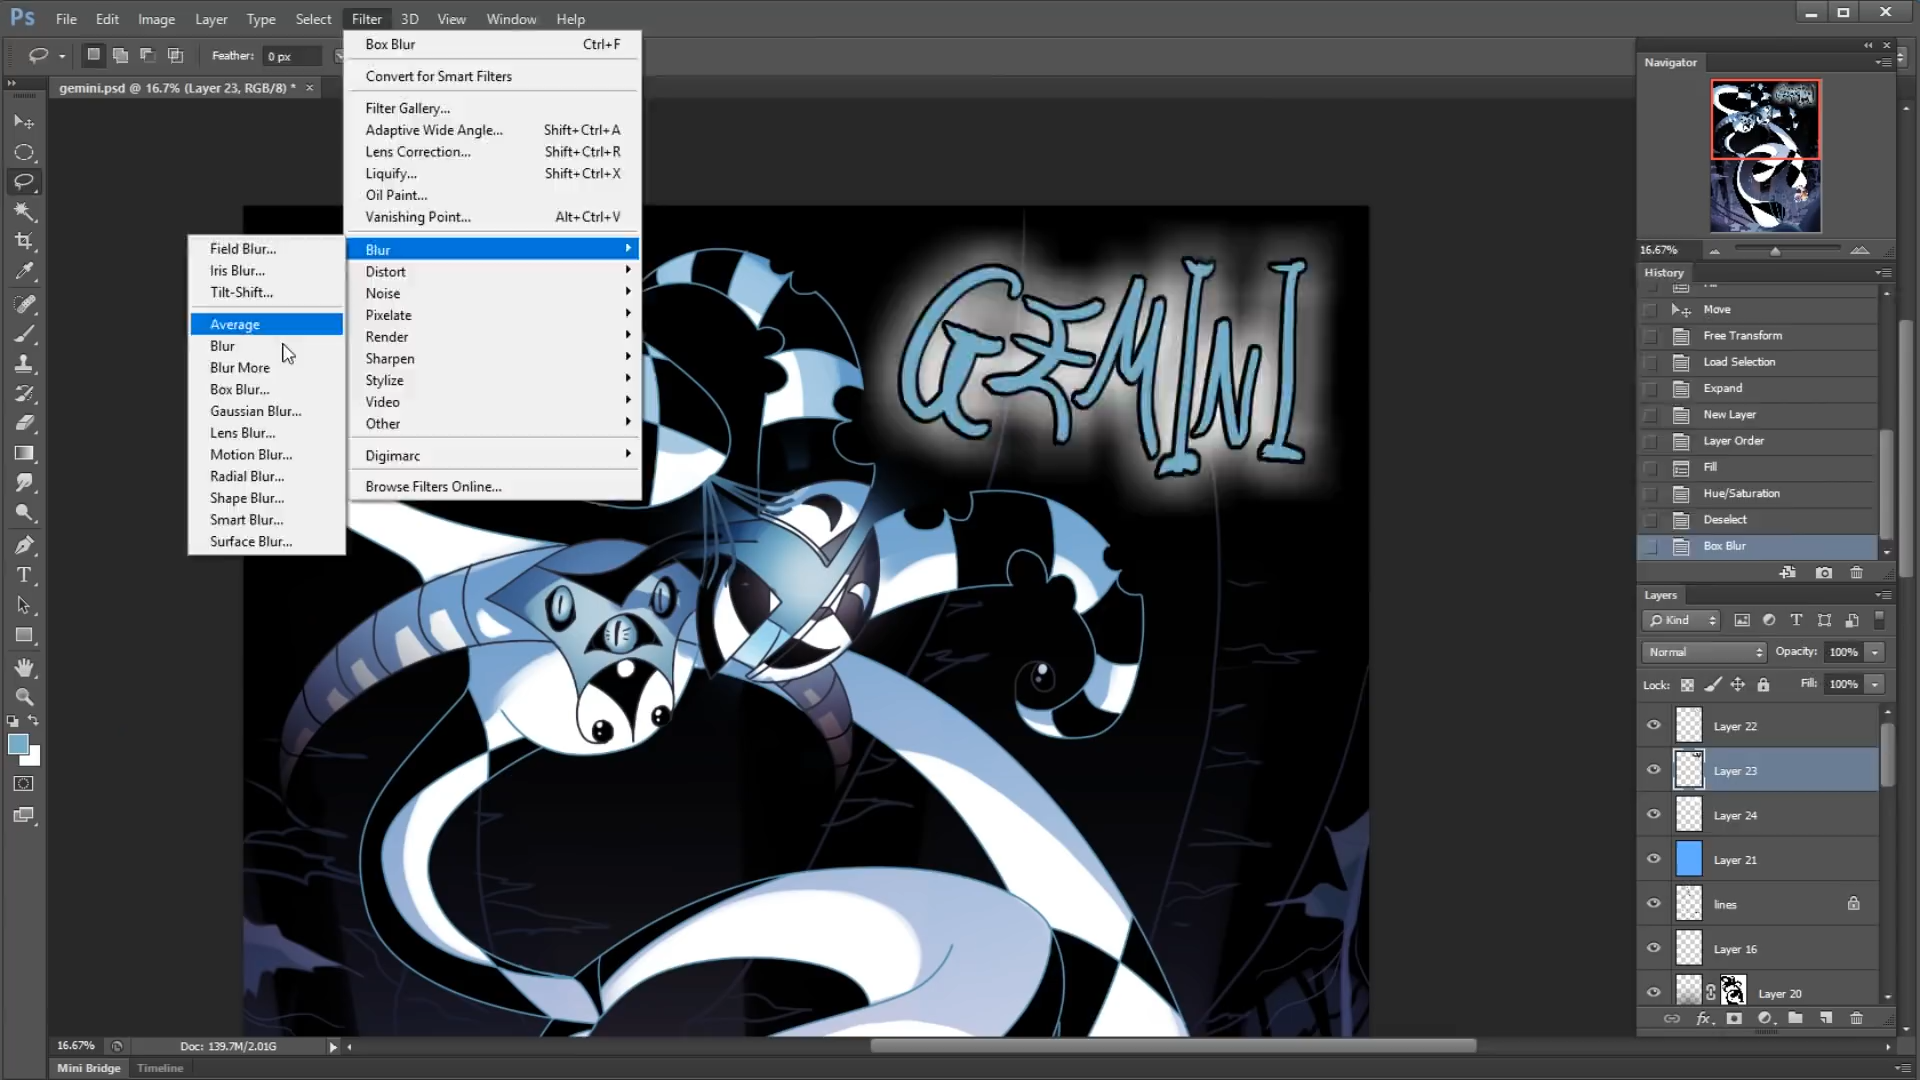 Ps File Edit Image Layer Type Select Filter 3D View Window Help
Feather: 0 px
gemini.psd @ 16.7% (Layer 23, RGB/8) *
Box Blur Ctrl+F
Convert for Smart Filters
Filter Gallery...
Adaptive Wide Angle... Shift+Ctrl+A
Lens Correction... Shift+Ctrl+R
Liquify... Shift+Ctrl+X
Oil Paint...
Vanishing Point... Alt+Ctrl+V
Blur
Distort
Noise
Pixelate
Render
Sharpen
Stylize
Video
Other
Digimarc
Browse Filters Online...
Field Blur...
Iris Blur...
Tilt-Shift...
Average
Blur
Blur More
Box Blur...
Gaussian Blur...
Lens Blur...
Motion Blur...
Radial Blur...
Shape Blur...
Smart Blur...
Surface Blur...
GEMINI
Navigator
16.67%
History
Move
Free Transform
Load Selection
Expand
New Layer
Layer Order
Fill
Hue/Saturation
Deselect
Box Blur
Layers
Kind
Normal Opacity: 100%
Lock: Fill: 100%
Layer 22
Layer 23
Layer 24
Layer 21
lines
Layer 16
Layer 20
fx
16.67% Doc: 139.7M/2.01G
Mini Bridge Timeline